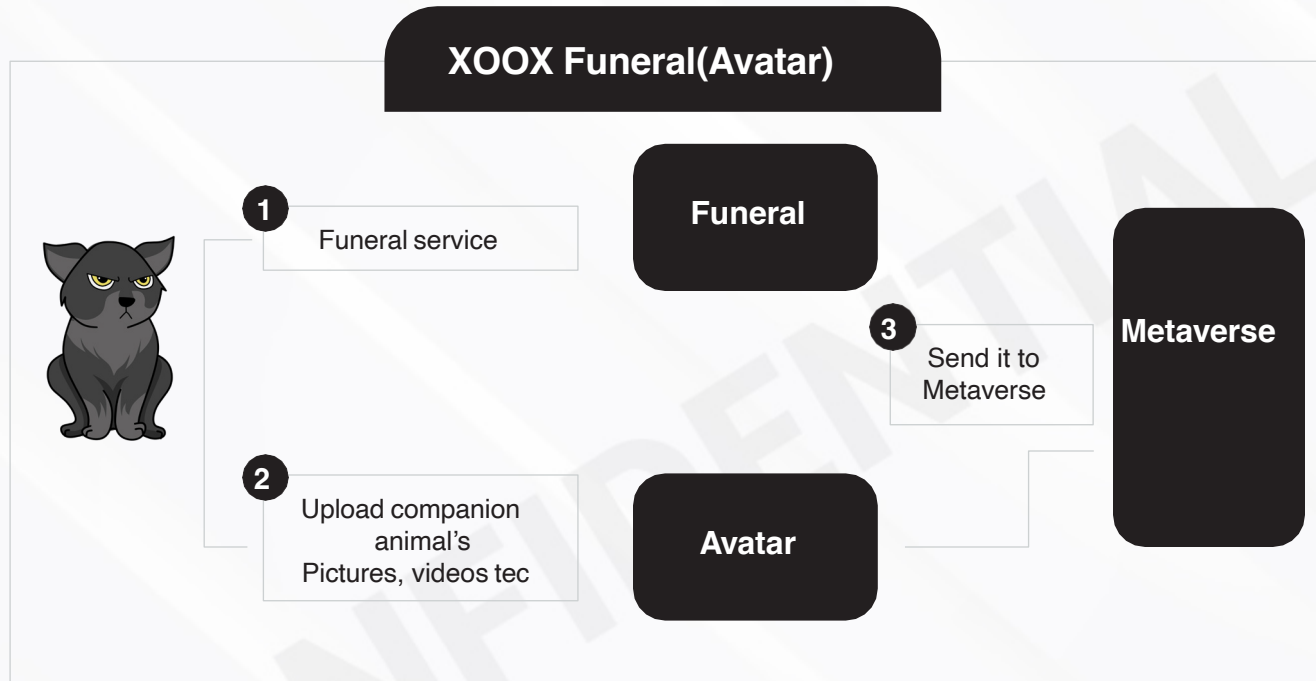 XOOX Funeral(Avatar)
1
Funeral service
Funeral
2
Upload companion
animal’s
Pictures, videos tec
Avatar
3
Send it to
Metaverse
Metaverse
NFIDENTIAL